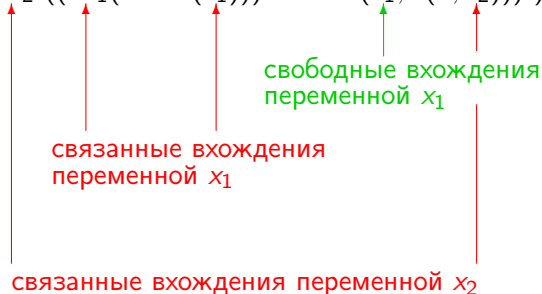 свободные вхождения
переменной x₁
связанные вхождения
переменной x₁
связанные вхождения переменной x₂